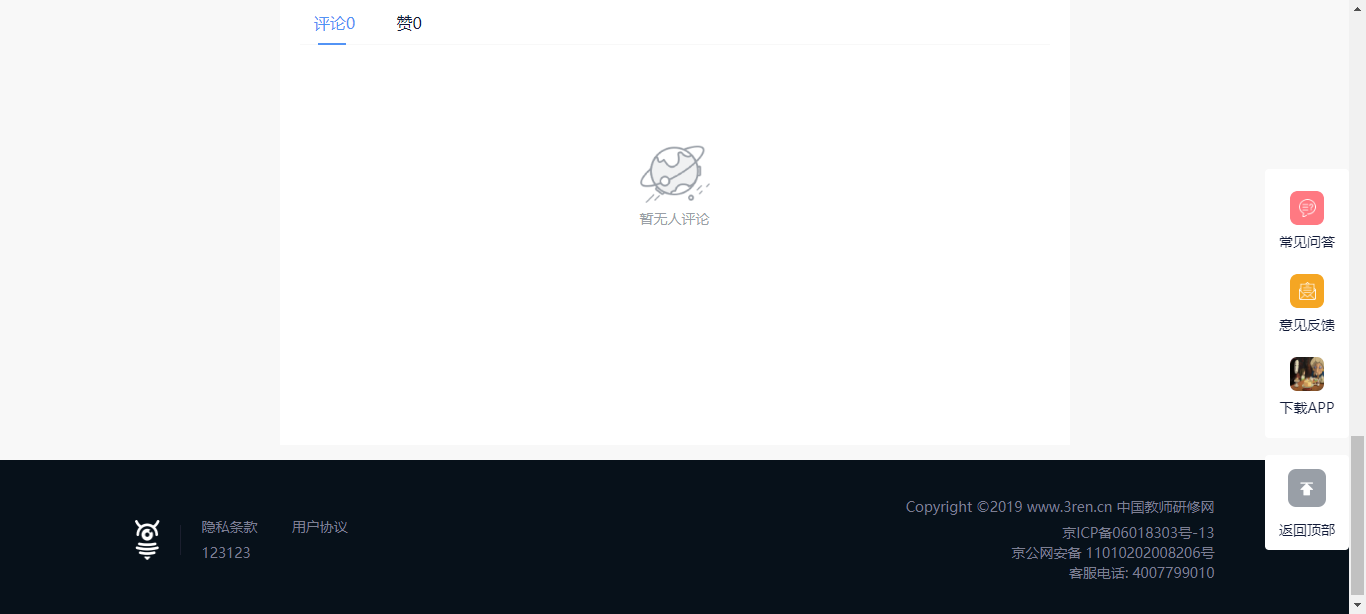 评论0 赞0
暂无人评论
常见问答
意见反馈
下载APP
返回顶部
隐私条款 用户协议
123123
Copyright ©2019 www.3ren.cn 中国教师研修网
京ICP备06018303号-13
京公网安备 11010202008206号
客服电话: 4007799010